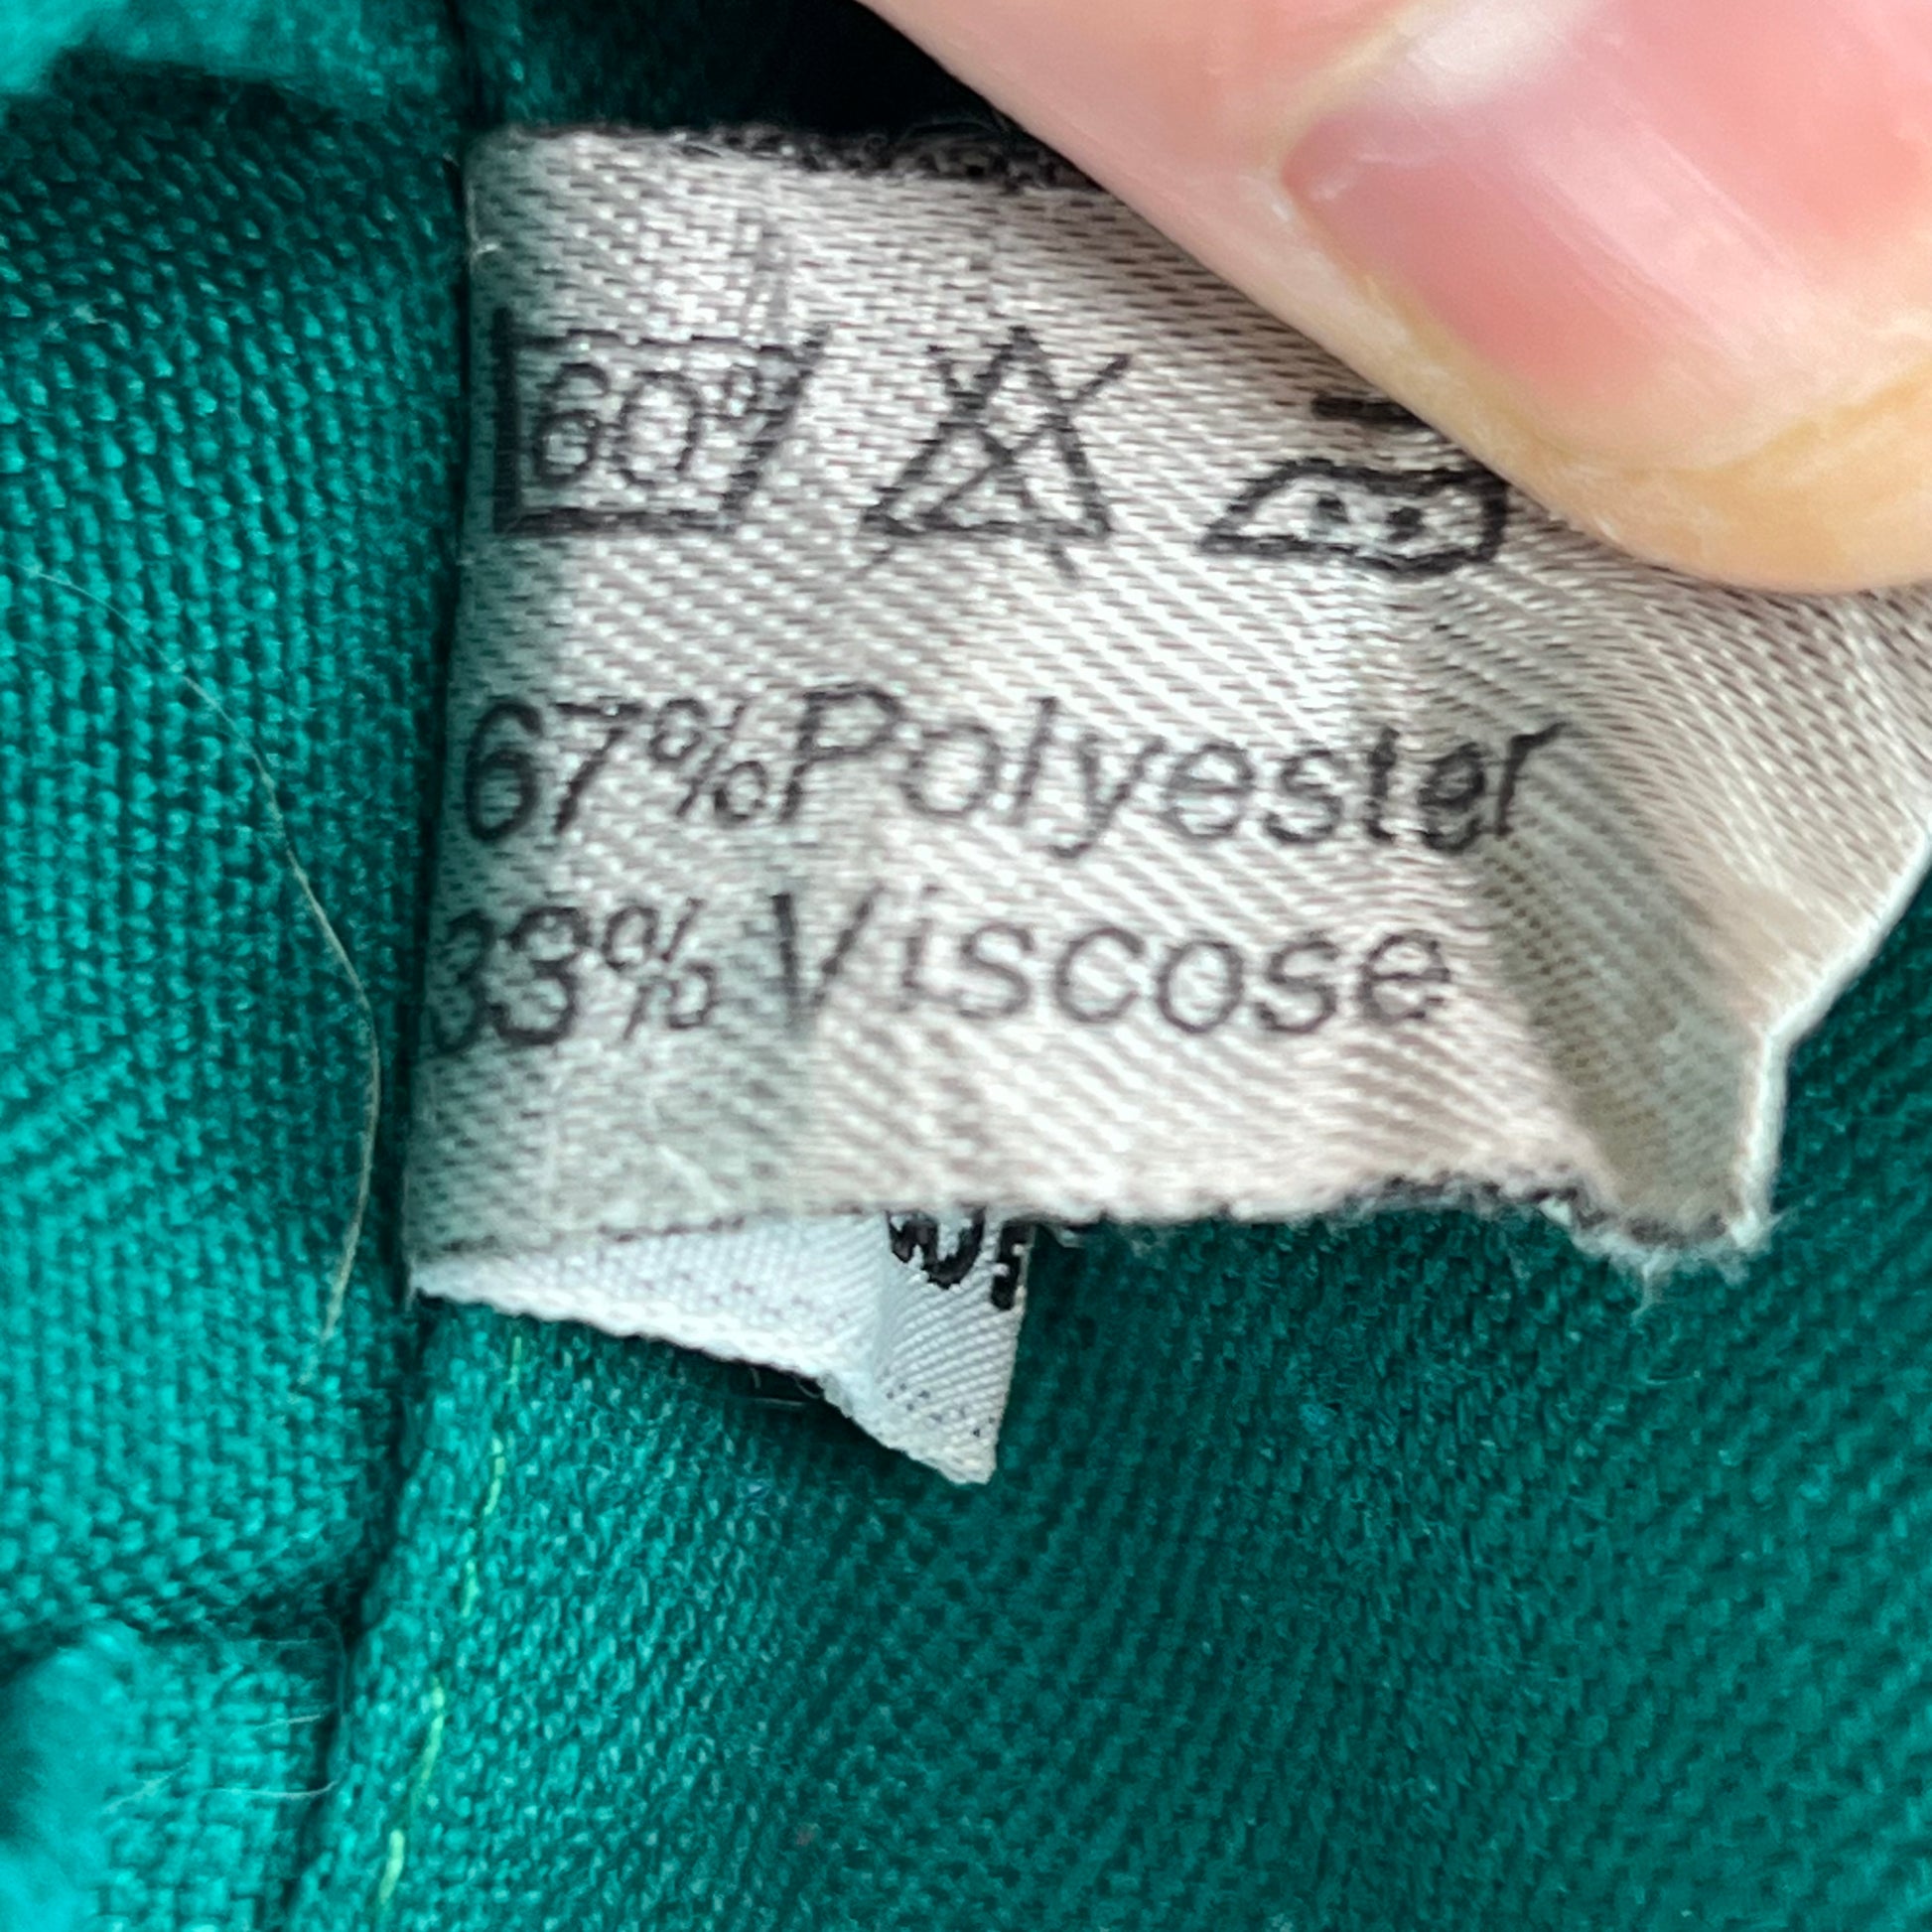 60°
67% Polyester
33% Viscose